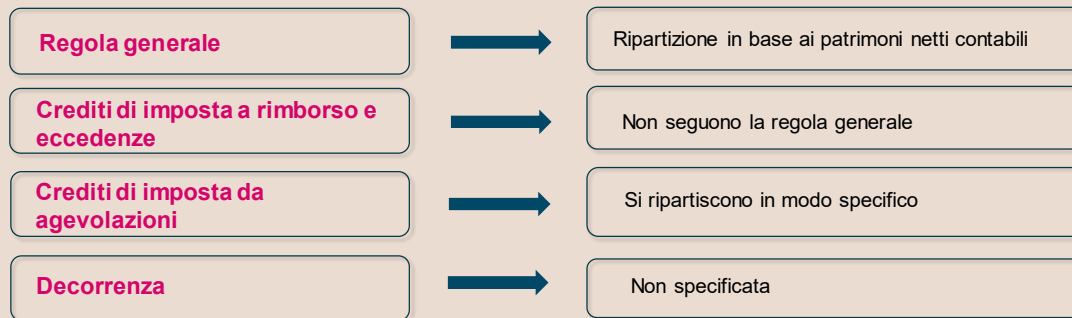 Regola generale
Ripartizione in base ai patrimoni netti contabili
Crediti di imposta a rimborso e
eccedenze
Non seguono la regola generale
Crediti di imposta da
agevolazioni
Si ripartiscono in modo specifico
Decorrenza
Non specificata